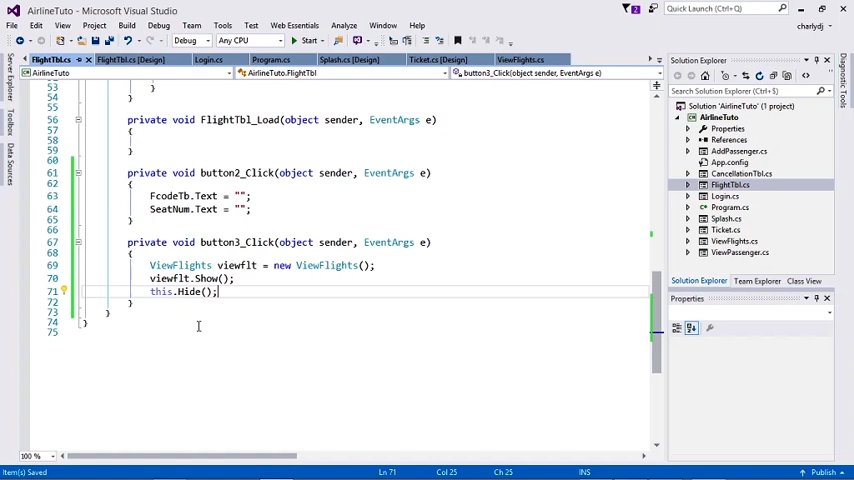 AirlineTuto - Microsoft Visual Studio
2
Quick Launch (Ctrl+Q)
File Edit View Project Build Debug Team Tools Test Web Essentials Analyze Window Help
charlydj
Debug Any CPU Start
FlightTbl.cs FlightTbl.cs [Design] Login.cs Program.cs Splash.cs [Design] Ticket.cs [Design] ViewFlights.cs
AirlineTuto AirlineTuto.FlightTbl button3_Click(object sender, EventArgs e)
Server Explorer
Toolbox
Data Sources
53 }
54 }
55
56 private void FlightTbl_Load(object sender, EventArgs e)
57 {
58
59 }
60
61 private void button2_Click(object sender, EventArgs e)
62 {
63 FcodeTb.Text = "";
64 SeatNum.Text = "";
65 }
66
67 private void button3_Click(object sender, EventArgs e)
68 {
69 ViewFlights viewflt = new ViewFlights();
70 viewflt.Show();
71 this.Hide();
72 }
73 }
74 }
75
100 %
Solution Explorer
Search Solution Explorer (Ctrl+$)
Solution 'AirlineTuto' (1 project)
AirlineTuto
Properties
References
AddPassenger.cs
App.config
CancellationTbl.cs
FlightTbl.cs
Login.cs
Program.cs
Splash.cs
Ticket.cs
ViewFlights.cs
ViewPassenger.cs
Solution Explorer Team Explorer Class View
Properties
Diagnostic Tools
Item(s) Saved Ln 71 Col 25 Ch 25 INS Publish